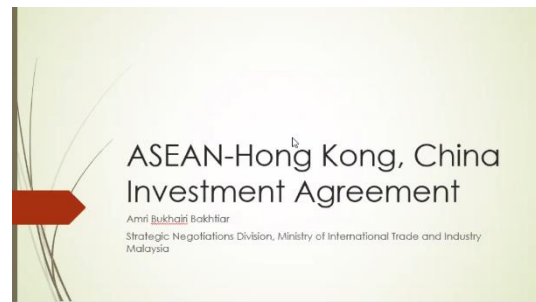 ASEAN-Hong Kong, China
Investment Agreement
Amri Bukhairi Bakhtiar
Strategic Negotiations Division, Ministry of International Trade and Industry
Malaysia